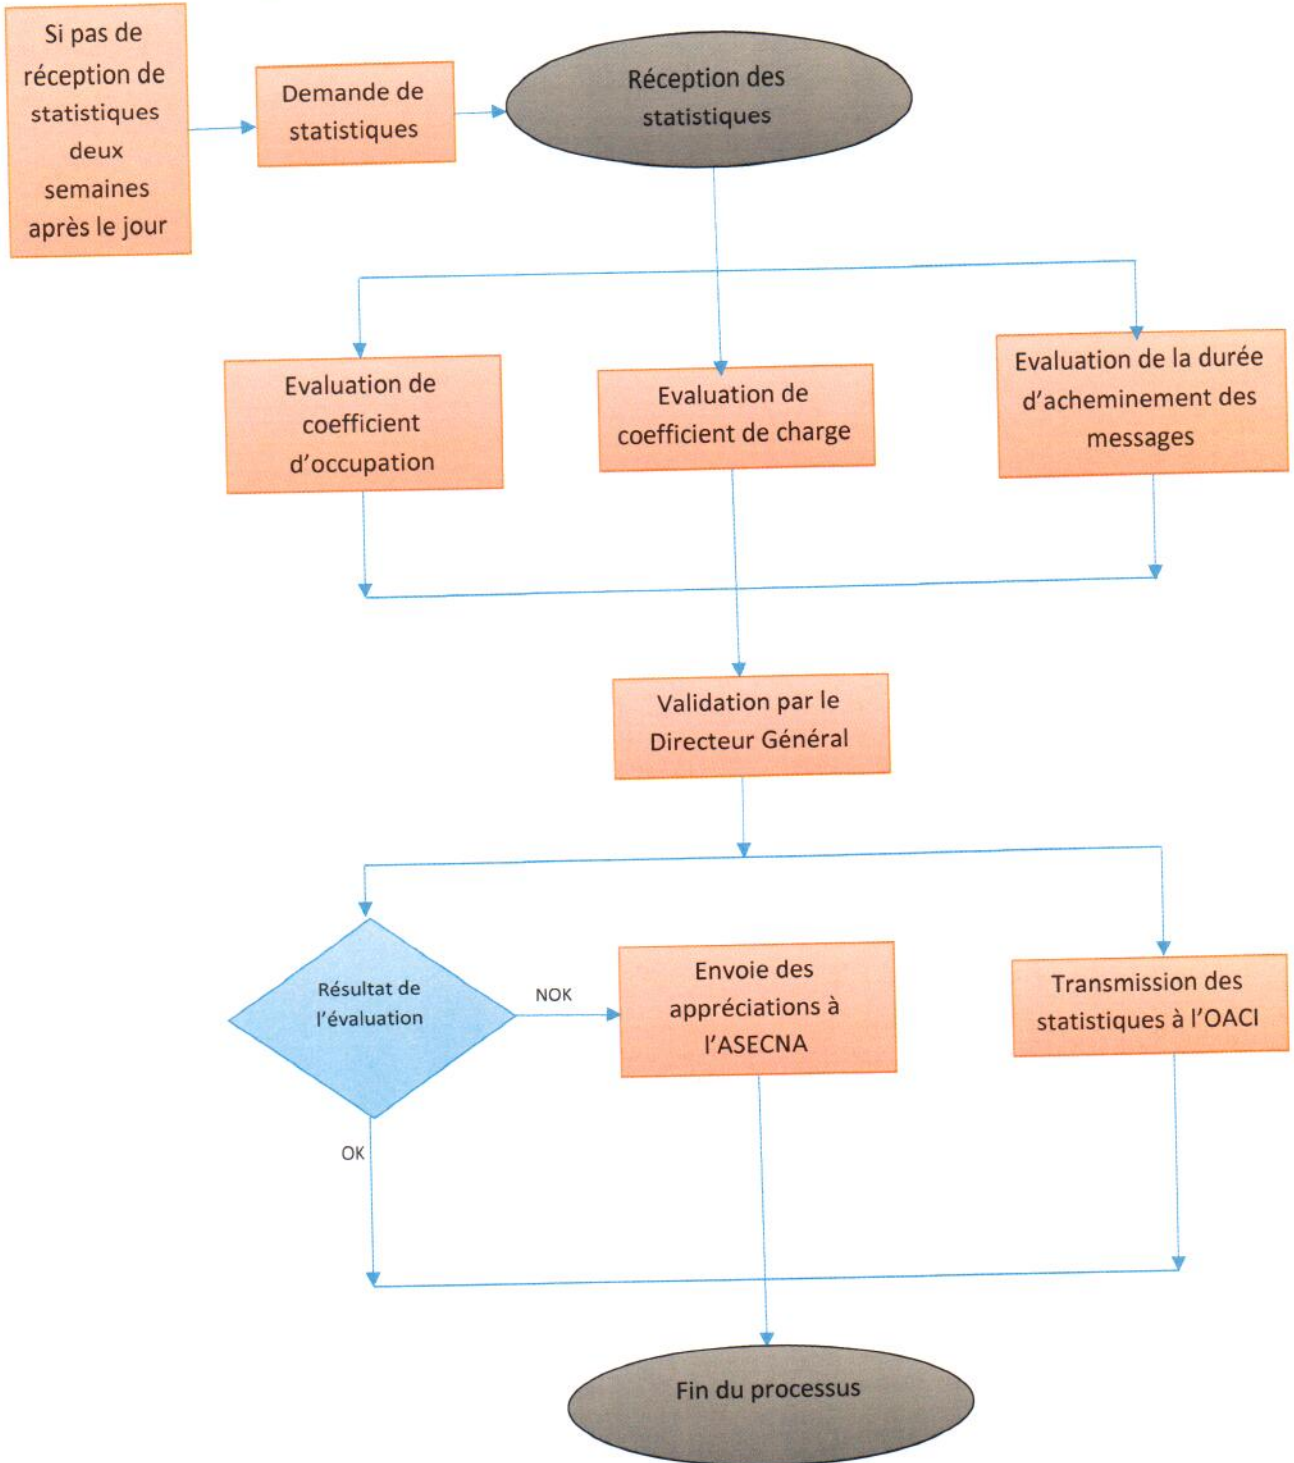 Si pas de
réception de
statistiques
deux
semaines
après le jour
Demande de
statistiques
Réception des
statistiques
Evaluation de
coefficient
d'occupation
Evaluation de
coefficient de charge
Evaluation de la durée
d'acheminement des
messages
Validation par le
Directeur Général
Résultat de
l'évaluation
NOK
Envoie des
appréciations à
l'ASECNA
Transmission des
statistiques à l'OACI
OK
Fin du processus